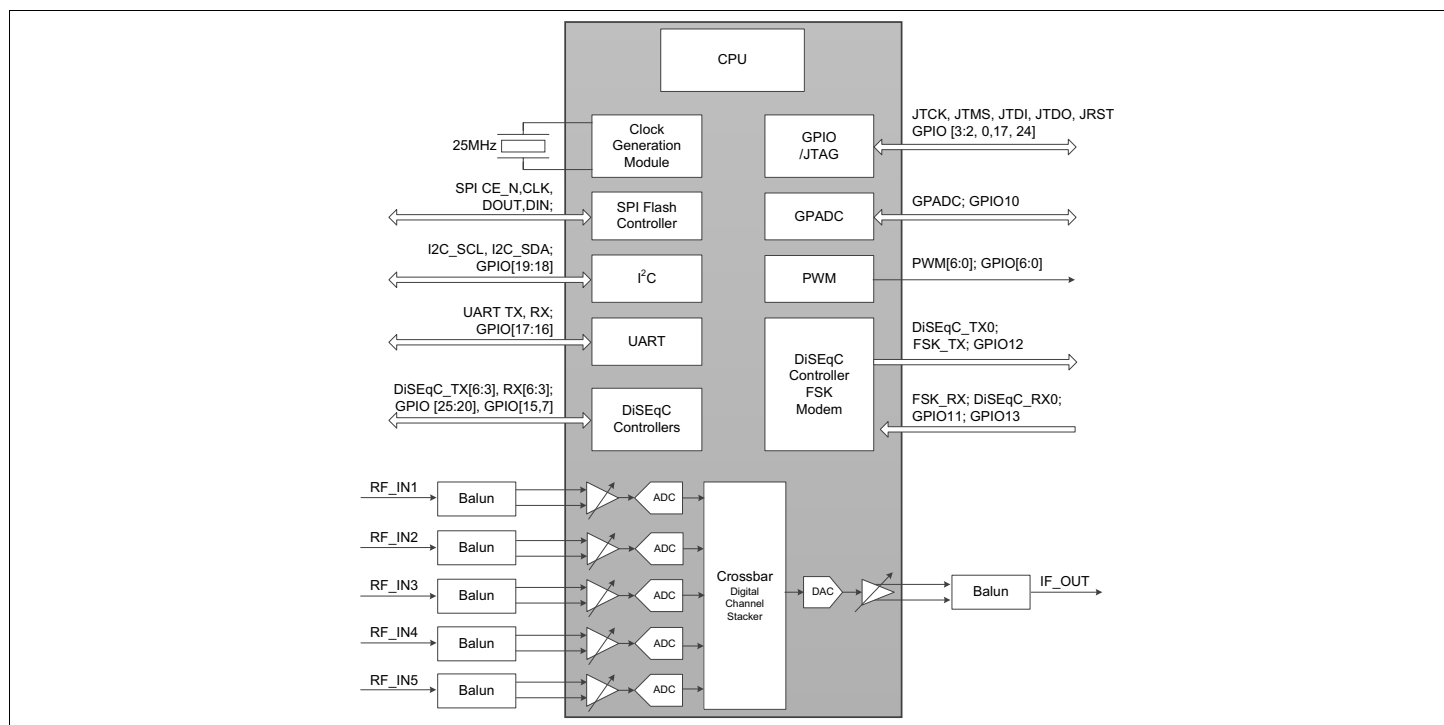 CPU
25MHz
Clock
Generation
Module
GPIO
/JTAG
JTCK, JTMS, JTDI, JTDO, JRST
GPIO [3:2, 0,17, 24]
SPI CE_N,CLK,
DOUT,DIN;
SPI Flash
Controller
GPADC
GPADC; GPIO10
I2C_SCL, I2C_SDA;
GPIO[19:18]
I²C
PWM
PWM[6:0]; GPIO[6:0]
UART TX, RX;
GPIO[17:16]
UART
DiSEqC
Controller
FSK
Modem
DiSEqC_TX0;
FSK_TX; GPIO12
DiSEqC_TX[6:3], RX[6:3];
GPIO [25:20], GPIO[15,7]
DiSEqC
Controllers
FSK_RX; DiSEqC_RX0;
GPIO11; GPIO13
RF_IN1
Balun
ADC
RF_IN2
Balun
ADC
RF_IN3
Balun
ADC
RF_IN4
Balun
ADC
RF_IN5
Balun
ADC
Crossbar
Digital
Channel
Stacker
DAC
Balun
IF_OUT